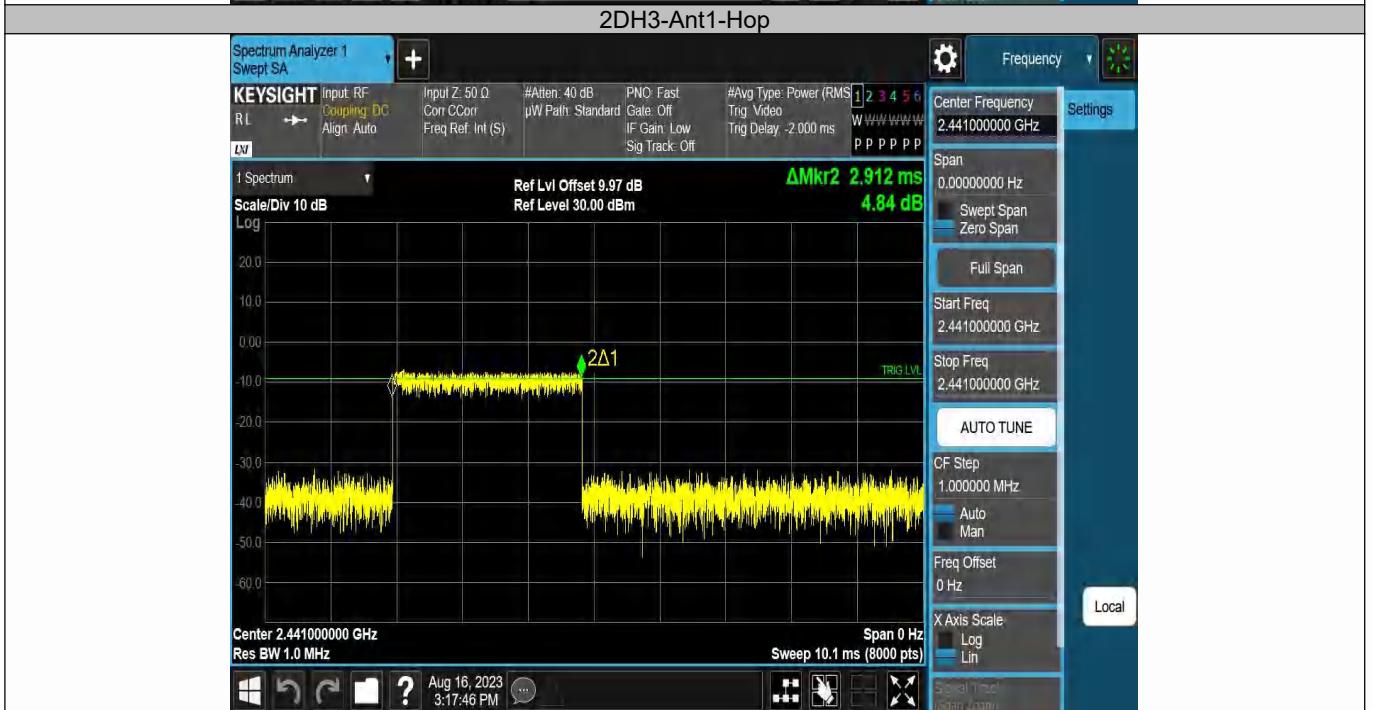 2DH3-Ant1-Hop
Spectrum Analyzer 1
Swept SA
+
Frequency
KEYSIGHT
RL
LXI
Input: RF
Coupling: DC
Align: Auto
Input Z: 50 Ω
Corr CCorr
Freq Ref: Int (S)
#Atten: 40 dB
µW Path: Standard
PNO: Fast
Gate: Off
IF Gain: Low
Sig Track: Off
#Avg Type: Power (RMS
Trig: Video
Trig Delay: -2.000 ms
1 2 3 4 5 6
W W W W W W
P P P P P P
1 Spectrum
Scale/Div 10 dB
Log
Ref Lvl Offset 9.97 dB
Ref Level 30.00 dBm
ΔMkr2 2.912 ms
4.84 dB
20.0
10.0
0.00
-10.0
-20.0
-30.0
-40.0
-50.0
-60.0
2Δ1
TRIG LVL
Center 2.441000000 GHz
Res BW 1.0 MHz
Span 0 Hz
Sweep 10.1 ms (8000 pts)
Center Frequency
2.441000000 GHz
Settings
Span
0.00000000 Hz
Swept Span
Zero Span
Full Span
Start Freq
2.441000000 GHz
Stop Freq
2.441000000 GHz
AUTO TUNE
CF Step
1.000000 MHz
Auto
Man
Freq Offset
0 Hz
X Axis Scale
Log
Lin
Local
?
Aug 16, 2023
3:17:46 PM